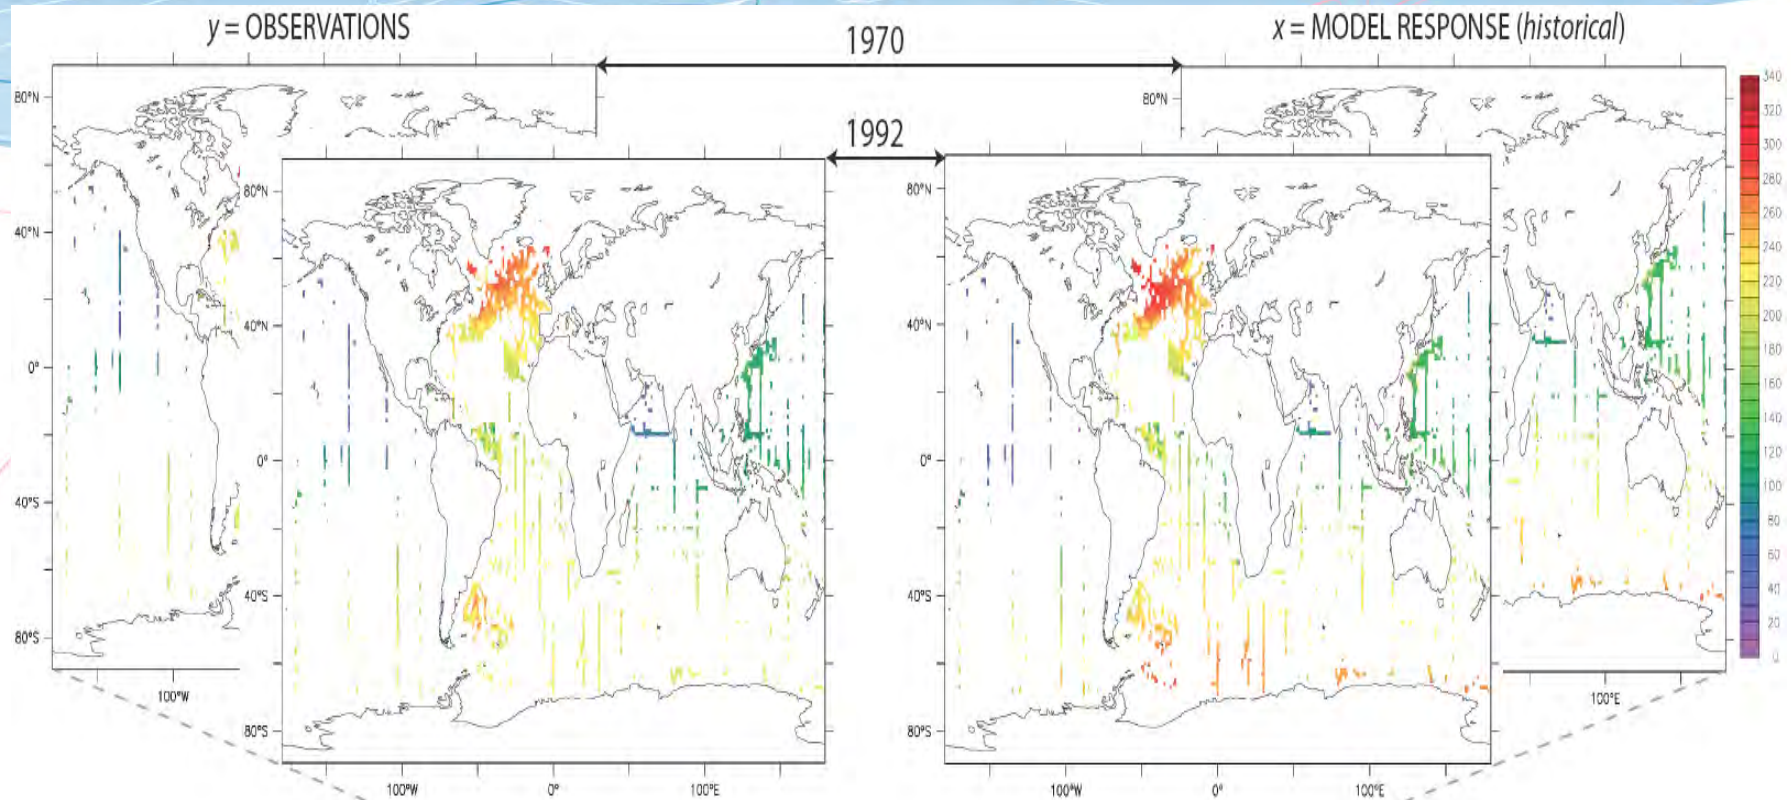 y = OBSERVATIONS
x = MODEL RESPONSE (historical)
1970
1992
80°N
40°N
0°
40°S
80°S
100°W
80°N
40°N
0°
40°S
80°S
100°W
0°
100°E
80°N
40°N
0°
40°S
80°S
100°W
0°
100°E
80°N
100°E
340
320
300
280
260
240
220
200
180
160
140
120
100
80
60
40
20
0